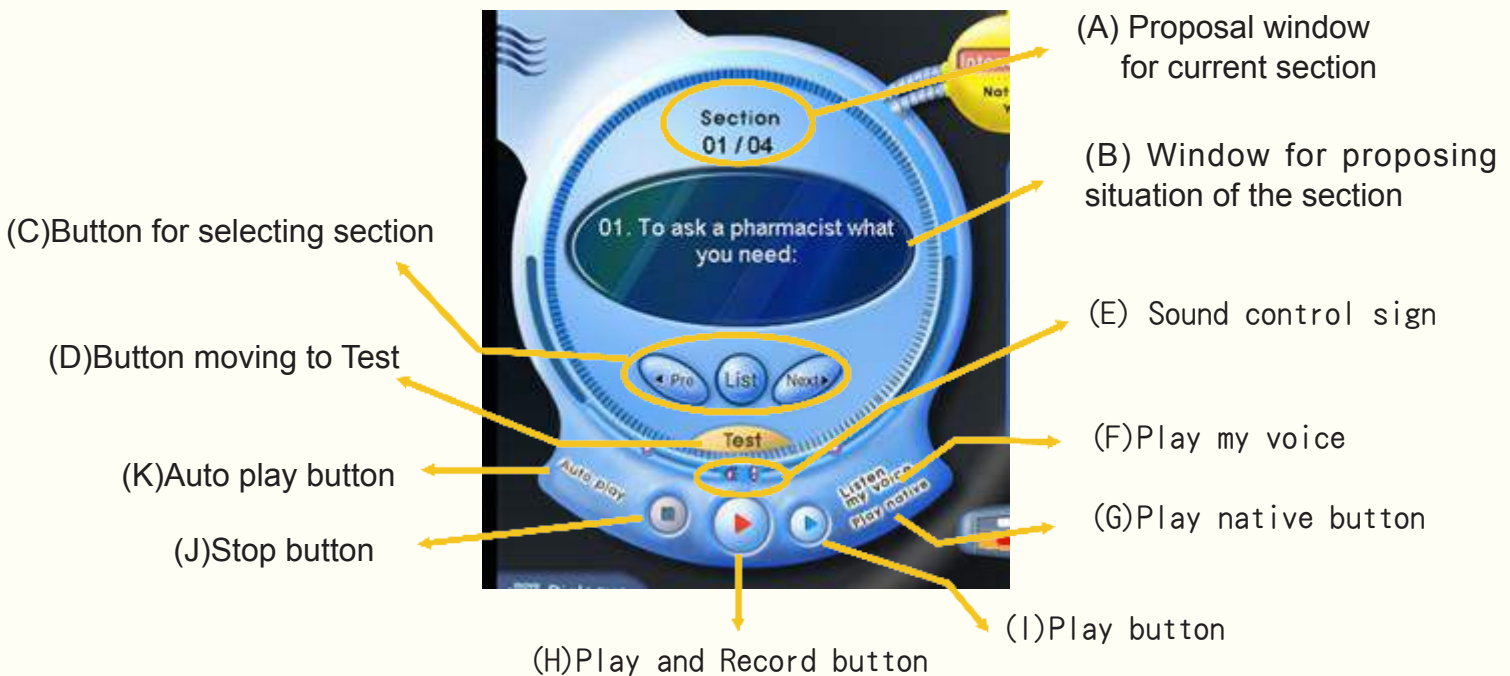 (A) Proposal window
for current section
Section
01 / 04
(B) Window for proposing
situation of the section
01. To ask a pharmacist what
you need:
(C)Button for selecting section
(E) Sound control sign
(D)Button moving to Test
Pre
List
Next
Test
(F)Play my voice
Listen
my voice
(K)Auto play button
Auto play
Play native
(G)Play native button
(J)Stop button
(I)Play button
(H)Play and Record button